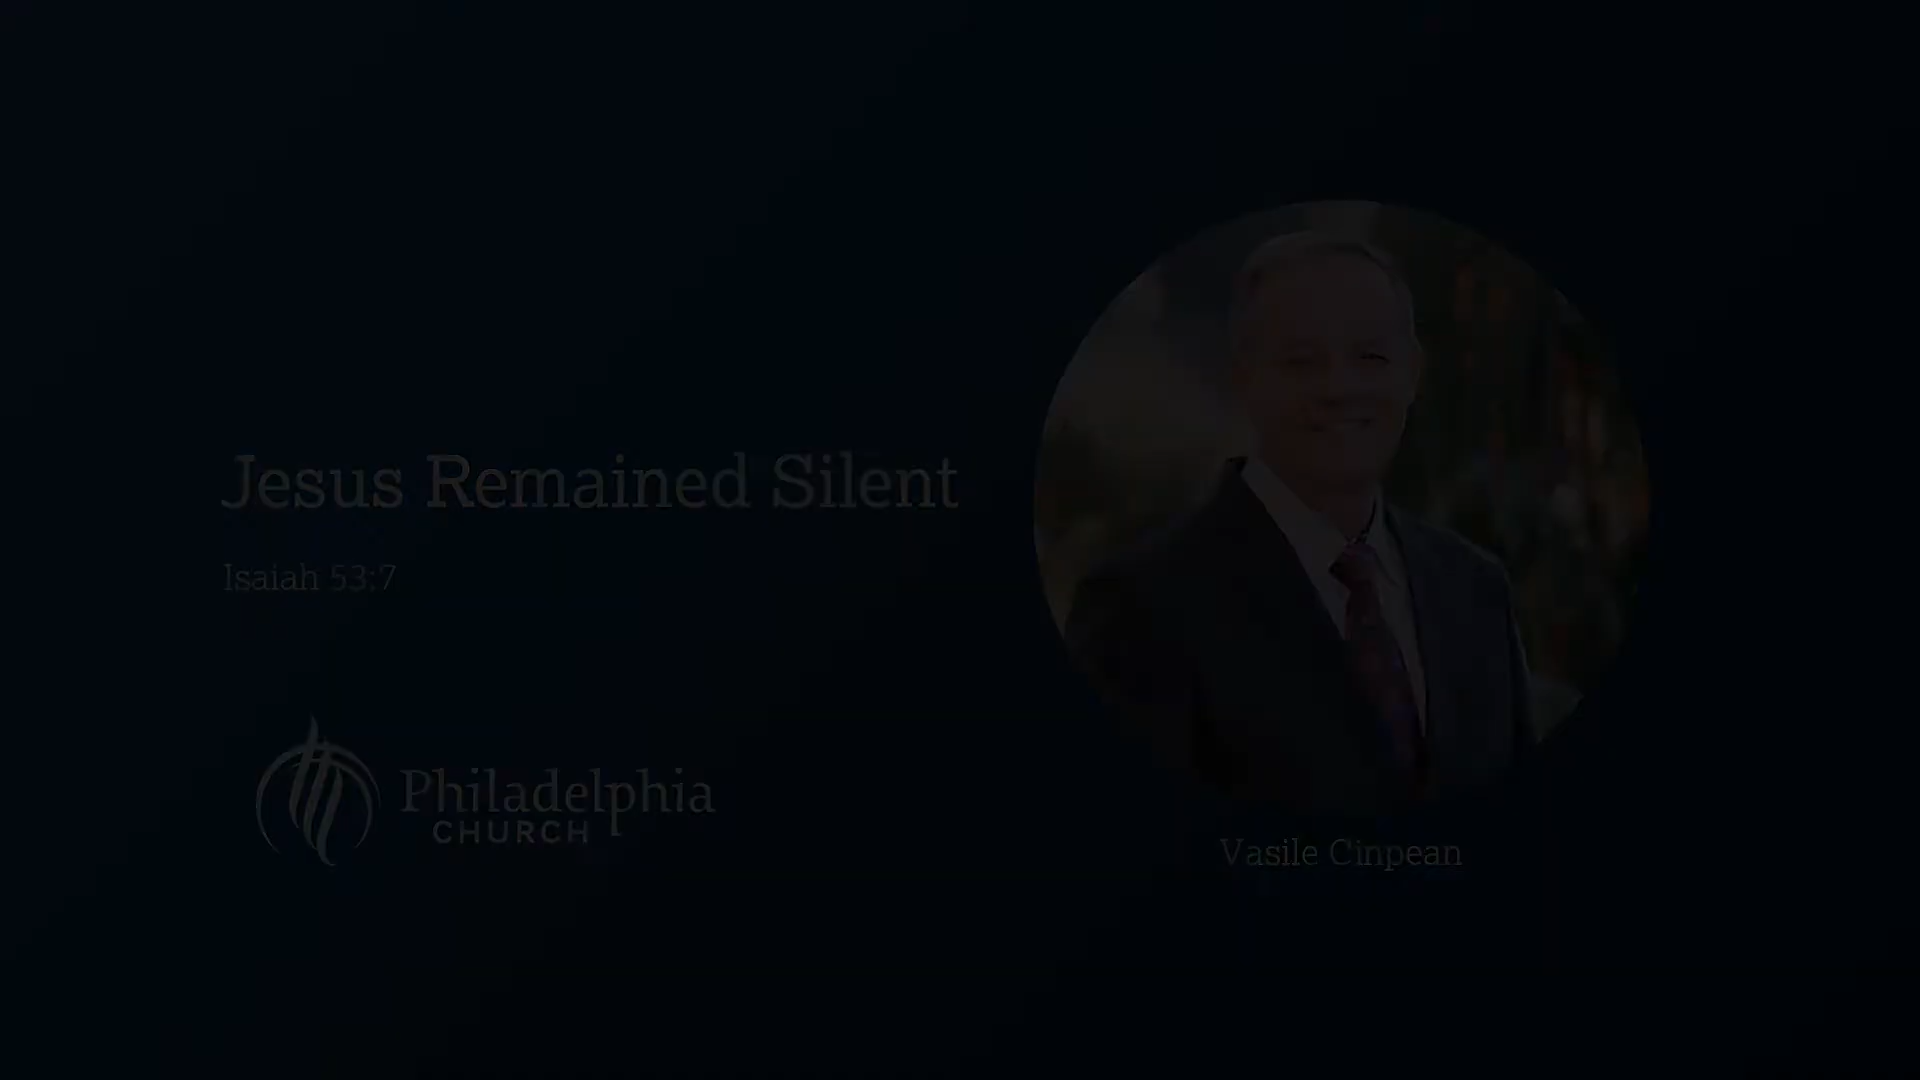 Jesus Remained Silent
Isaiah 53:7
Philadelphia
CHURCH
Vasile Cinpean